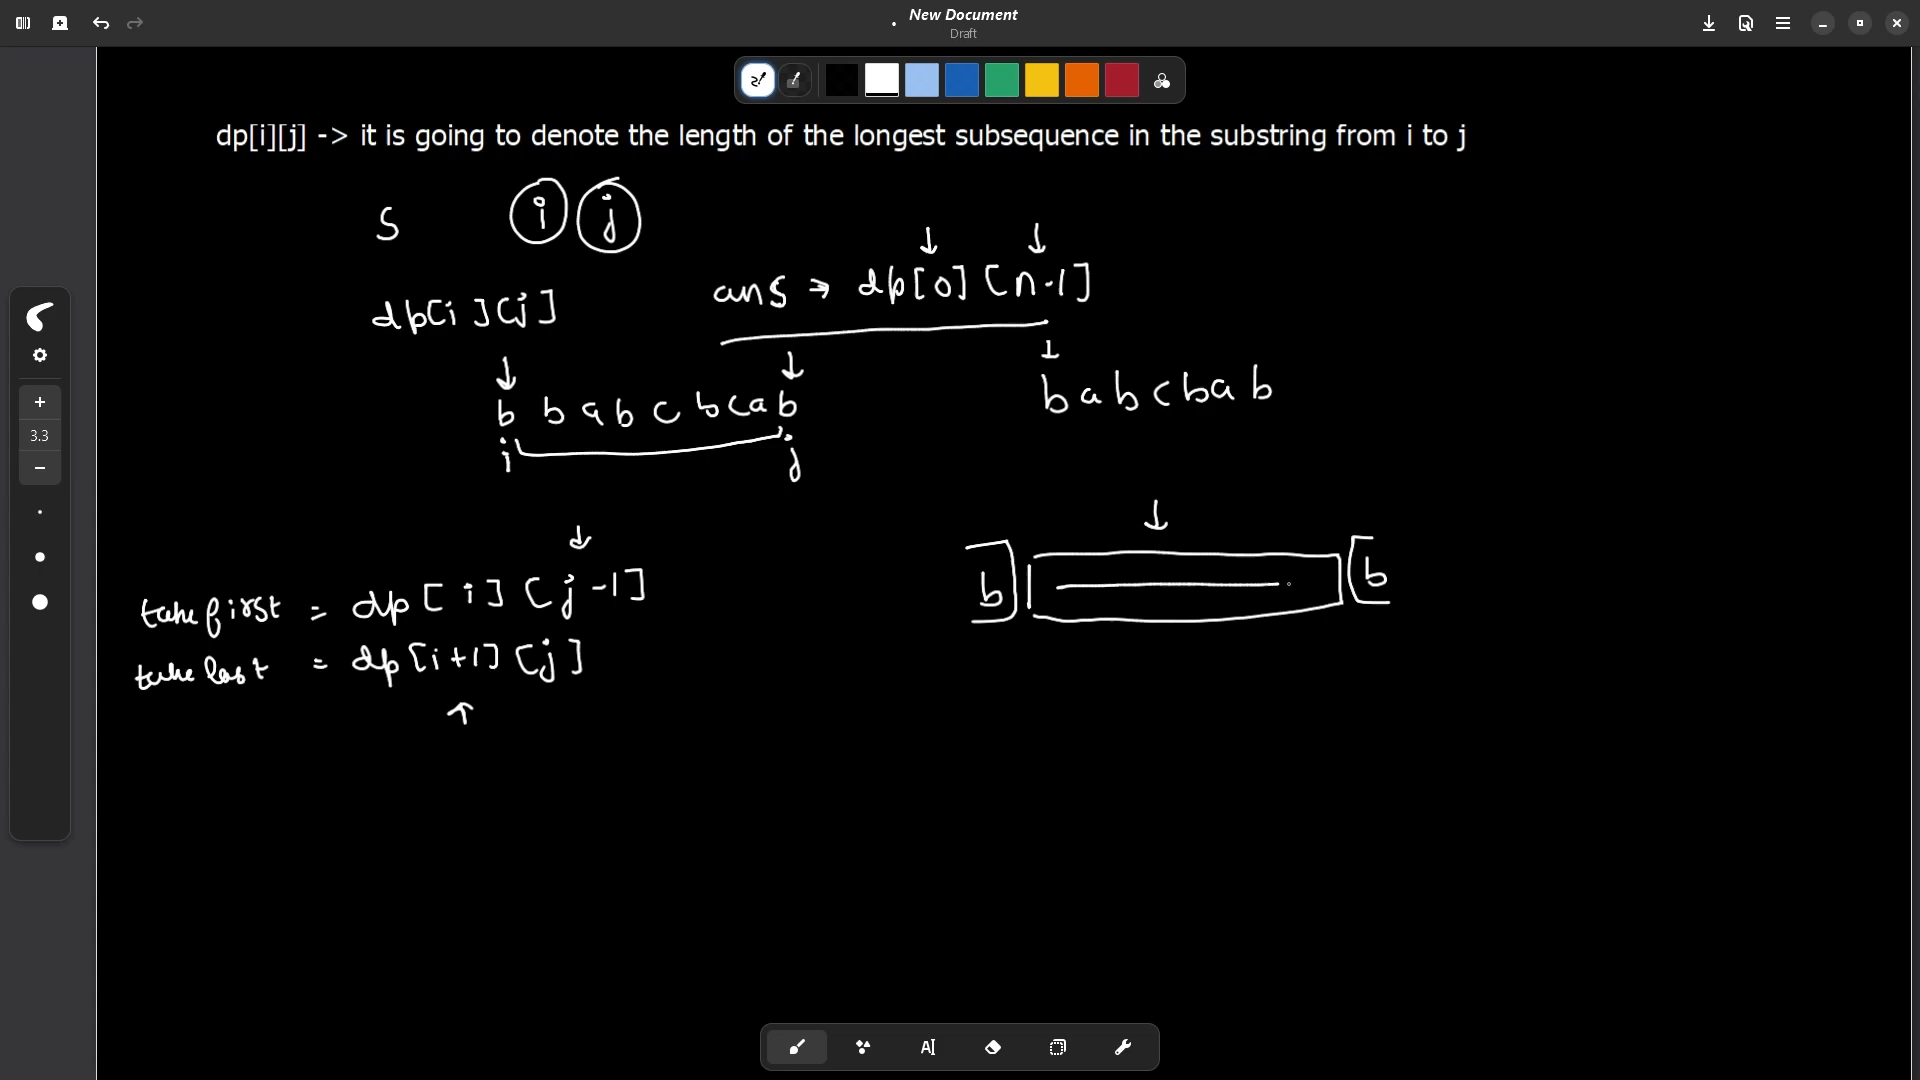 New Document
Draft
dp[i][j] -> it is going to denote the length of the longest subsequence in the substring from i to j
S i j
dp[i][j] ans → dp[0][n-1]
b b a b c b c a b
b a b c b a b
i j
take first = dp[i][j-1]
take last = dp[i+1][j]
b b
3.3
AI